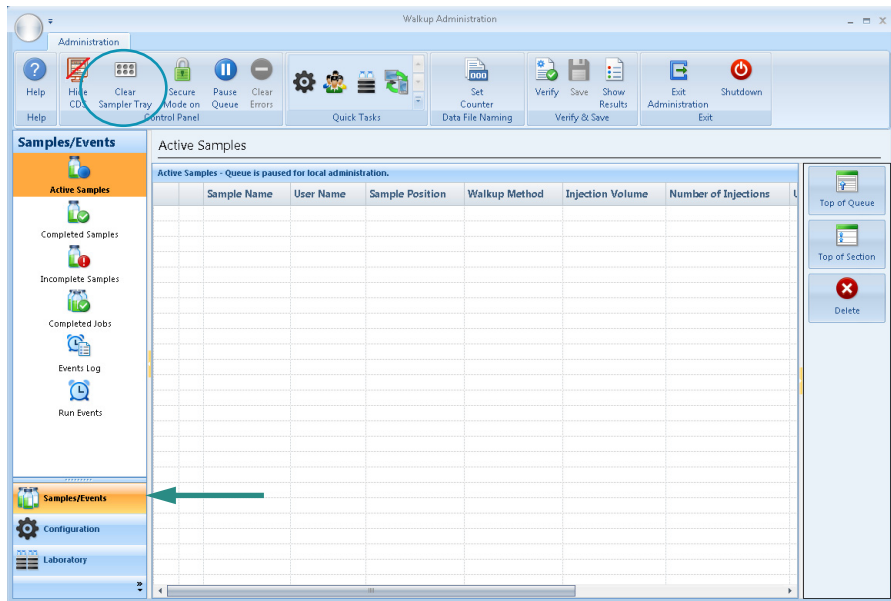 Walkup Administration
Administration
Help
Hide
CDS
Clear
Sampler Tray
Secure
Mode on
Pause
Queue
Clear
Errors
Set
Counter
Verify
Save
Show
Results
Exit
Administration
Shutdown
Help
Control Panel
Quick Tasks
Data File Naming
Verify & Save
Exit
Samples/Events
Active Samples
Completed Samples
Incomplete Samples
Completed Jobs
Events Log
Run Events
Samples/Events
Configuration
Laboratory
Active Samples
Active Samples - Queue is paused for local administration.
Sample Name
User Name
Sample Position
Walkup Method
Injection Volume
Number of Injections
Top of Queue
Top of Section
Delete